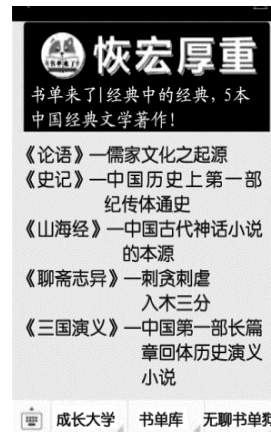 恢宏厚重
书单来了|经典中的经典，5本
中国经典文学著作！
《论语》—儒家文化之起源
《史记》—中国历史上第一部
纪传体通史
《山海经》—中国古代神话小说
的本源
《聊斋志异》—刺贪刺虐
入木三分
《三国演义》—中国第一部长篇
章回体历史演义
小说
成长大学 书单库 无聊书单狂